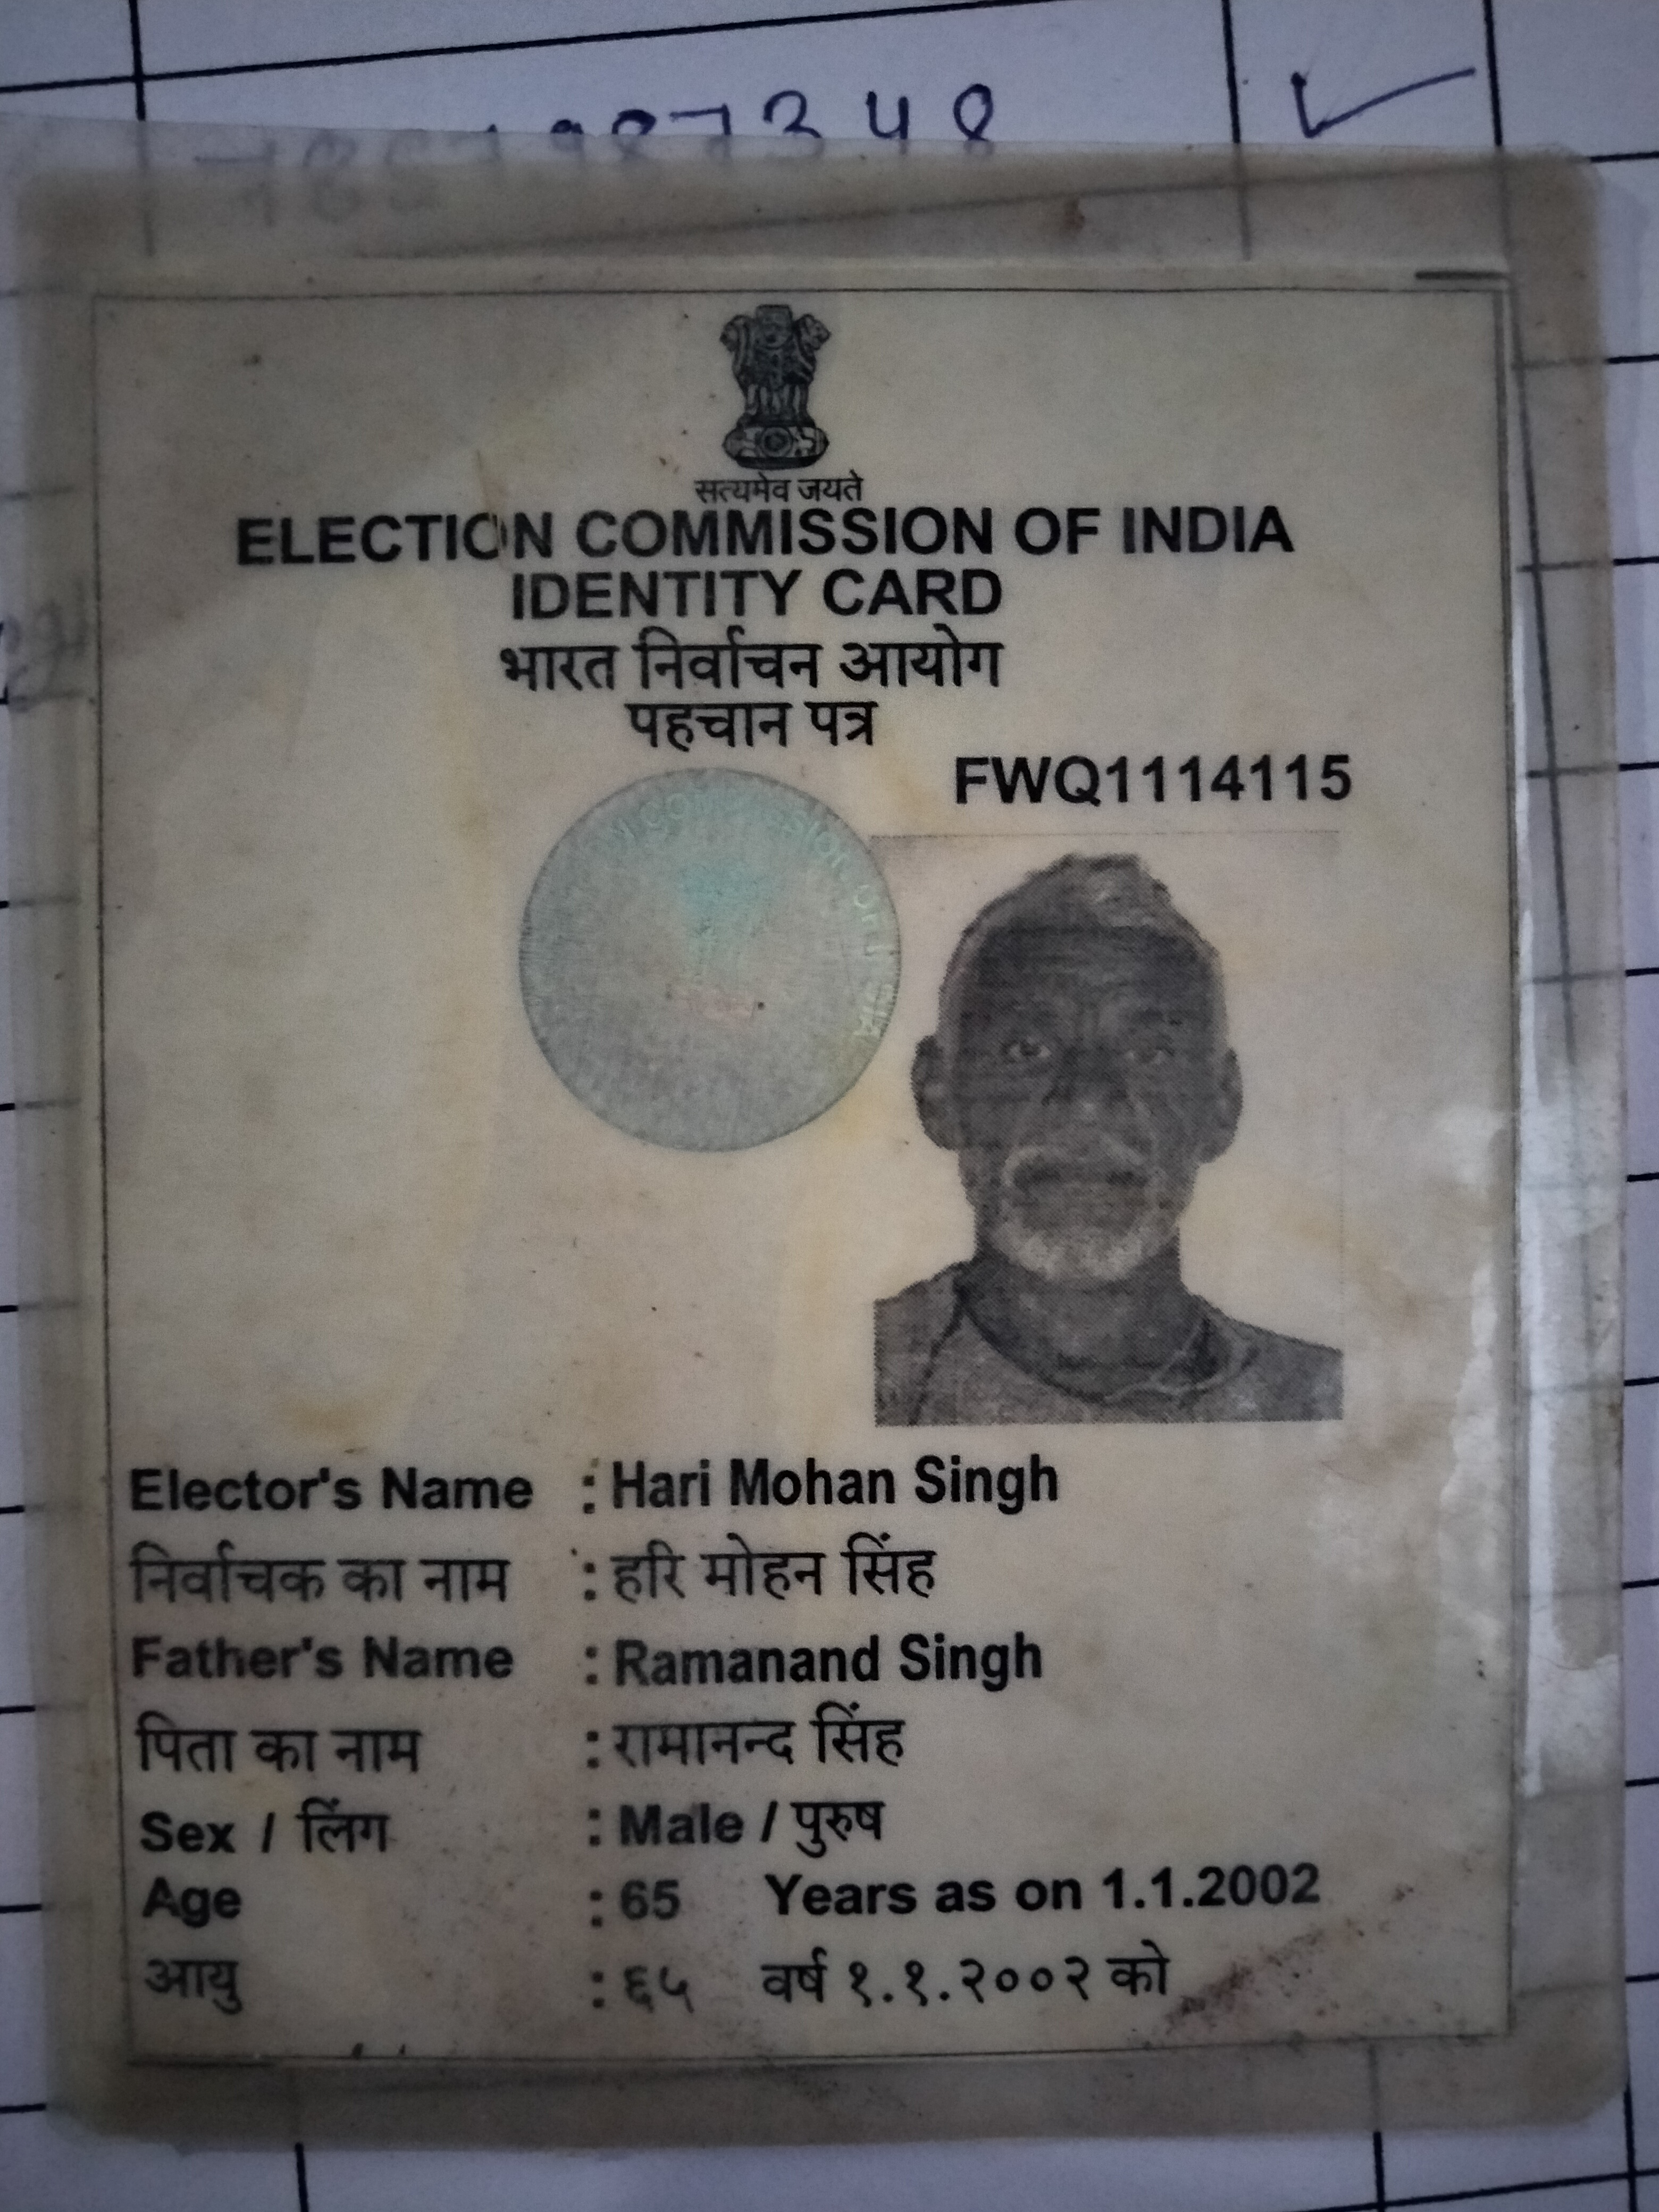 87348
सत्यमेव जयते
ELECTION COMMISSION OF INDIA
IDENTITY CARD
भारत निर्वाचन आयोग
पहचान पत्र
FWQ1114115
Elector's Name : Hari Mohan Singh
निर्वाचक का नाम : हरि मोहन सिंह
Father's Name : Ramanand Singh
पिता का नाम : रामानन्द सिंह
Sex / लिंग : Male / पुरुष
Age : 65 Years as on 1.1.2002
आयु : ६५ वर्ष १.१.२००२ को